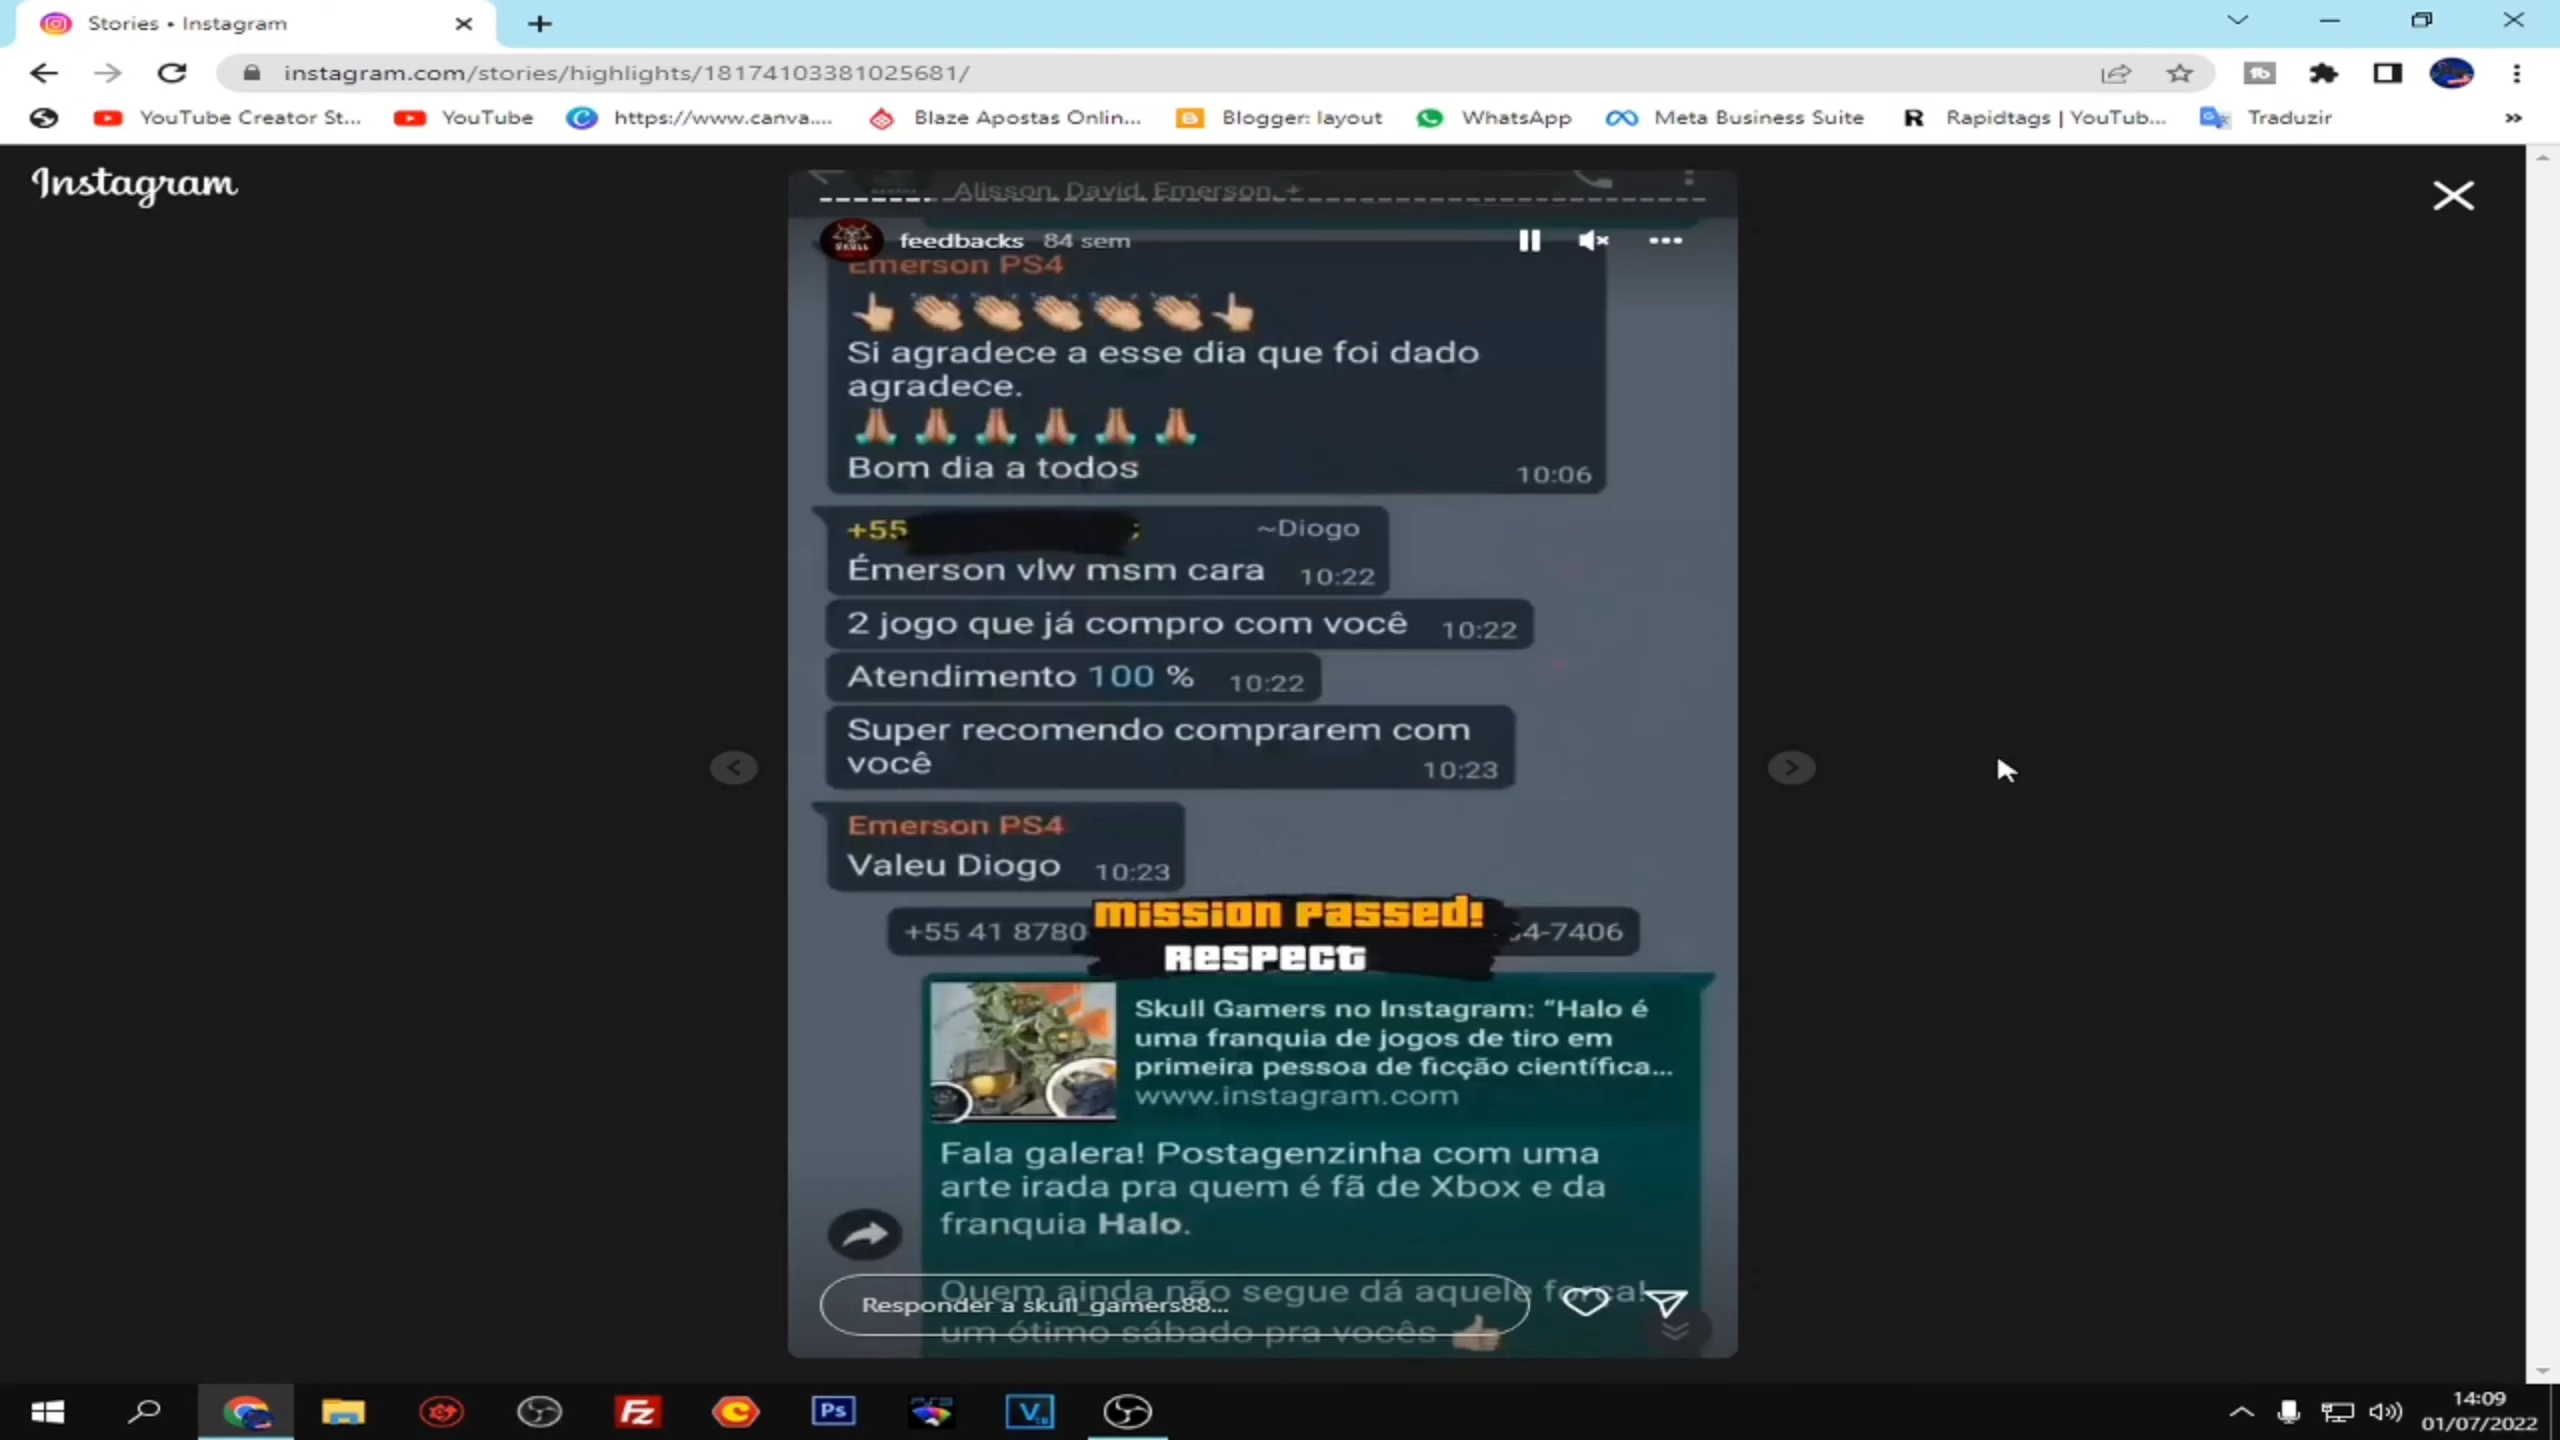 Stories • Instagram
instagram.com/stories/highlights/18174103381025681/
YouTube Creator St...
YouTube
https://www.canva....
Blaze Apostas Onlin...
Blogger: layout
WhatsApp
Meta Business Suite
Rapidtags | YouTub...
Traduzir
Instagram
Alisson, David, Emerson, +
feedbacks 84 sem
Emerson PS4
Si agradece a esse dia que foi dado
agradece.
Bom dia a todos 10:06
+55 ~Diogo
Émerson vlw msm cara 10:22
2 jogo que já compro com você 10:22
Atendimento 100 % 10:22
Super recomendo comprarem com
você 10:23
Emerson PS4
Valeu Diogo 10:23
mission passed!
+55 41 8780 4-7406
Respect
Skull Gamers no Instagram: “Halo é
uma franquia de jogos de tiro em
primeira pessoa de ficção científica...
www.instagram.com
Fala galera! Postagenzinha com uma
arte irada pra quem é fã de Xbox e da
franquia Halo.
Quem ainda não segue dá aquele força!
Responder a skull_gamers88...
um ótimo sábado pra vocês
14:09
01/07/2022